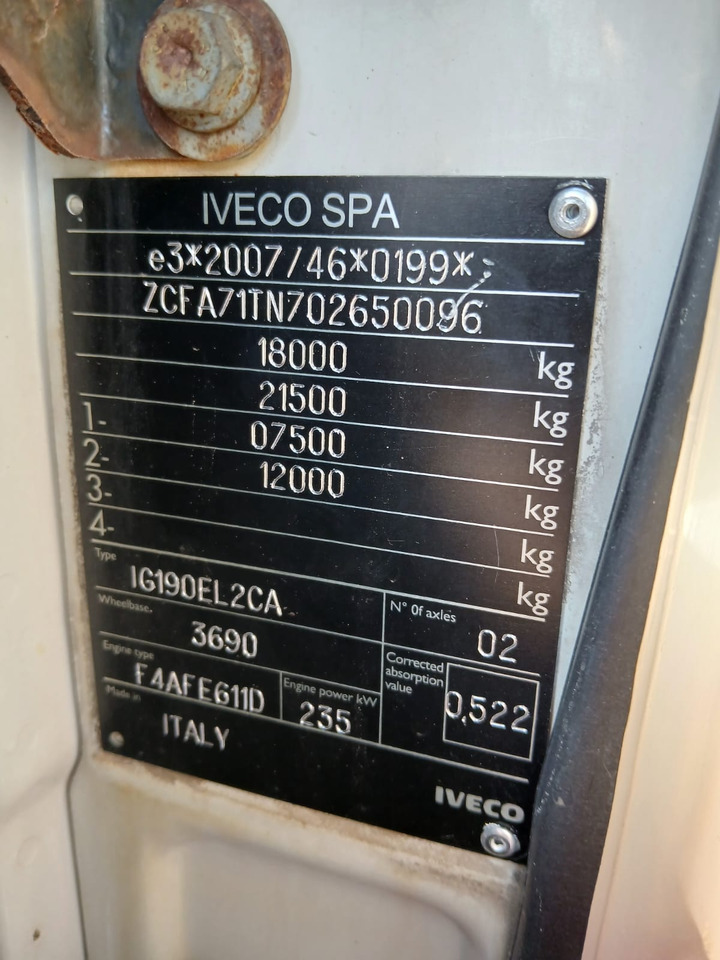 IVECO SPA
e3*2007/46*0199*
ZCFA71TN702650096
18000 kg
21500 kg
1- 07500 kg
2- 12000 kg
3- kg
4- kg
Type IG190EL2CA
N° Of axles 02
Wheelbase. 3690
Corrected absorption value 0,522
Engine type F4AFE611D
Engine power kW 235
Made in ITALY
IVECO